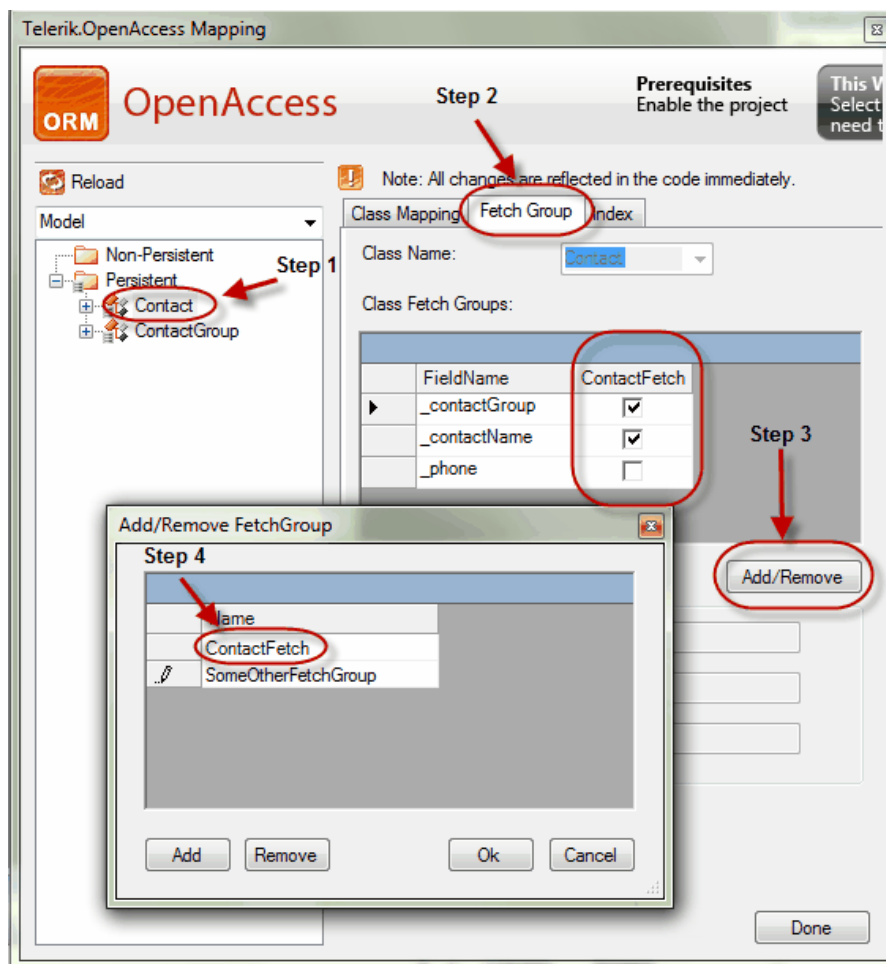 Telerik.OpenAccess Mapping
ORM
OpenAccess
Step 2
Prerequisites
Enable the project
This
Select
need
Reload
Note: All changes are reflected in the code immediately.
Model
Class Mapping
Fetch Group
Index
Non-Persistent
Step 1
Persistent
Contact
ContactGroup
Class Name:
Contact
Class Fetch Groups:
FieldName
ContactFetch
_contactGroup
_contactName
_phone
Step 3
Add/Remove FetchGroup
Step 4
Add/Remove
Name
ContactFetch
SomeOtherFetchGroup
Add
Remove
Ok
Cancel
Done